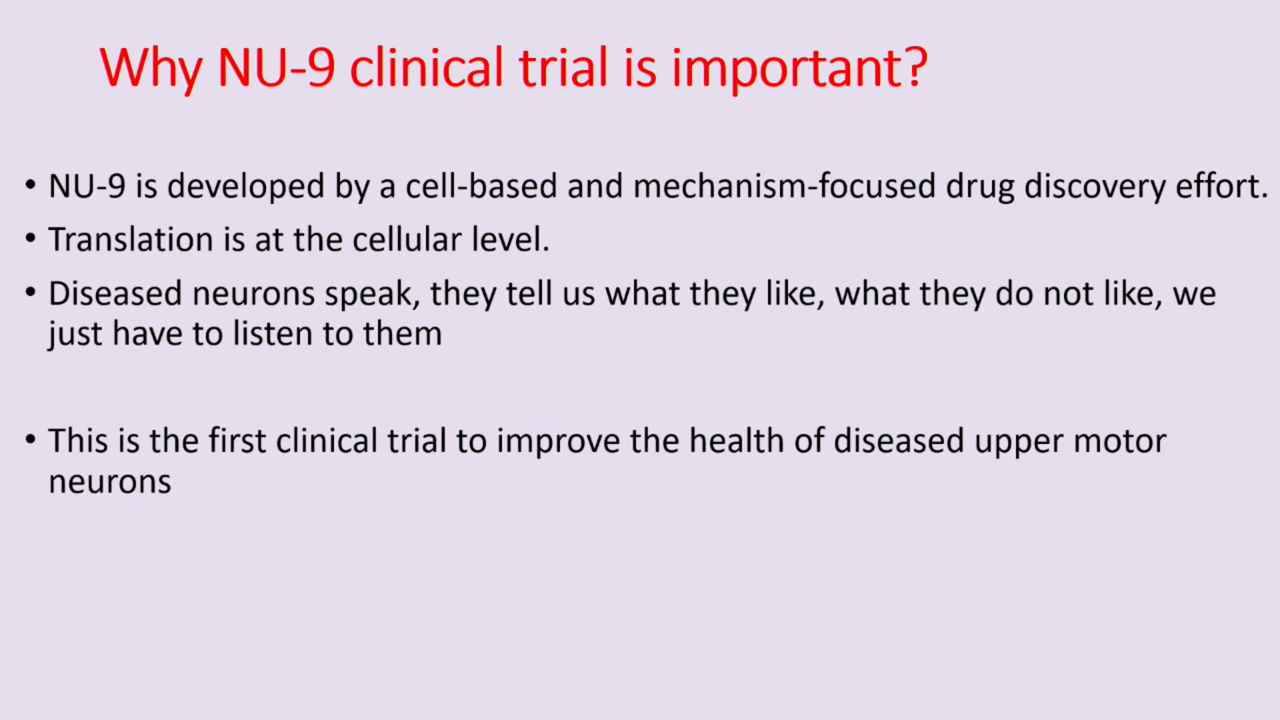 Why NU-9 clinical trial is important?
• NU-9 is developed by a cell-based and mechanism-focused drug discovery effort.
• Translation is at the cellular level.
• Diseased neurons speak, they tell us what they like, what they do not like, we
just have to listen to them
• This is the first clinical trial to improve the health of diseased upper motor
neurons